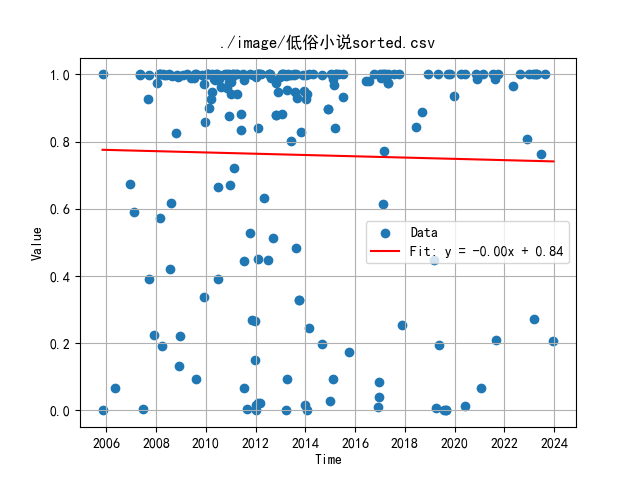 ./image/低俗小说sorted.csv
1.0
0.8
0.6
0.4
0.2
0.0
Value
Data
Fit: y = -0.00x + 0.84
2006 2008 2010 2012 2014 2016 2018 2020 2022 2024
Time